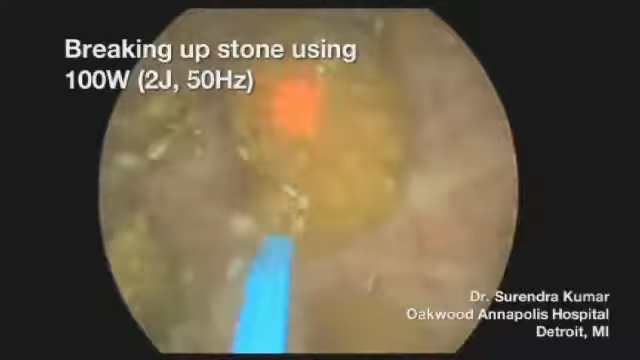 Breaking up stone using
100W (2J, 50Hz)
Dr. Surendra Kumar
Oakwood Annapolis Hospital
Detroit, MI